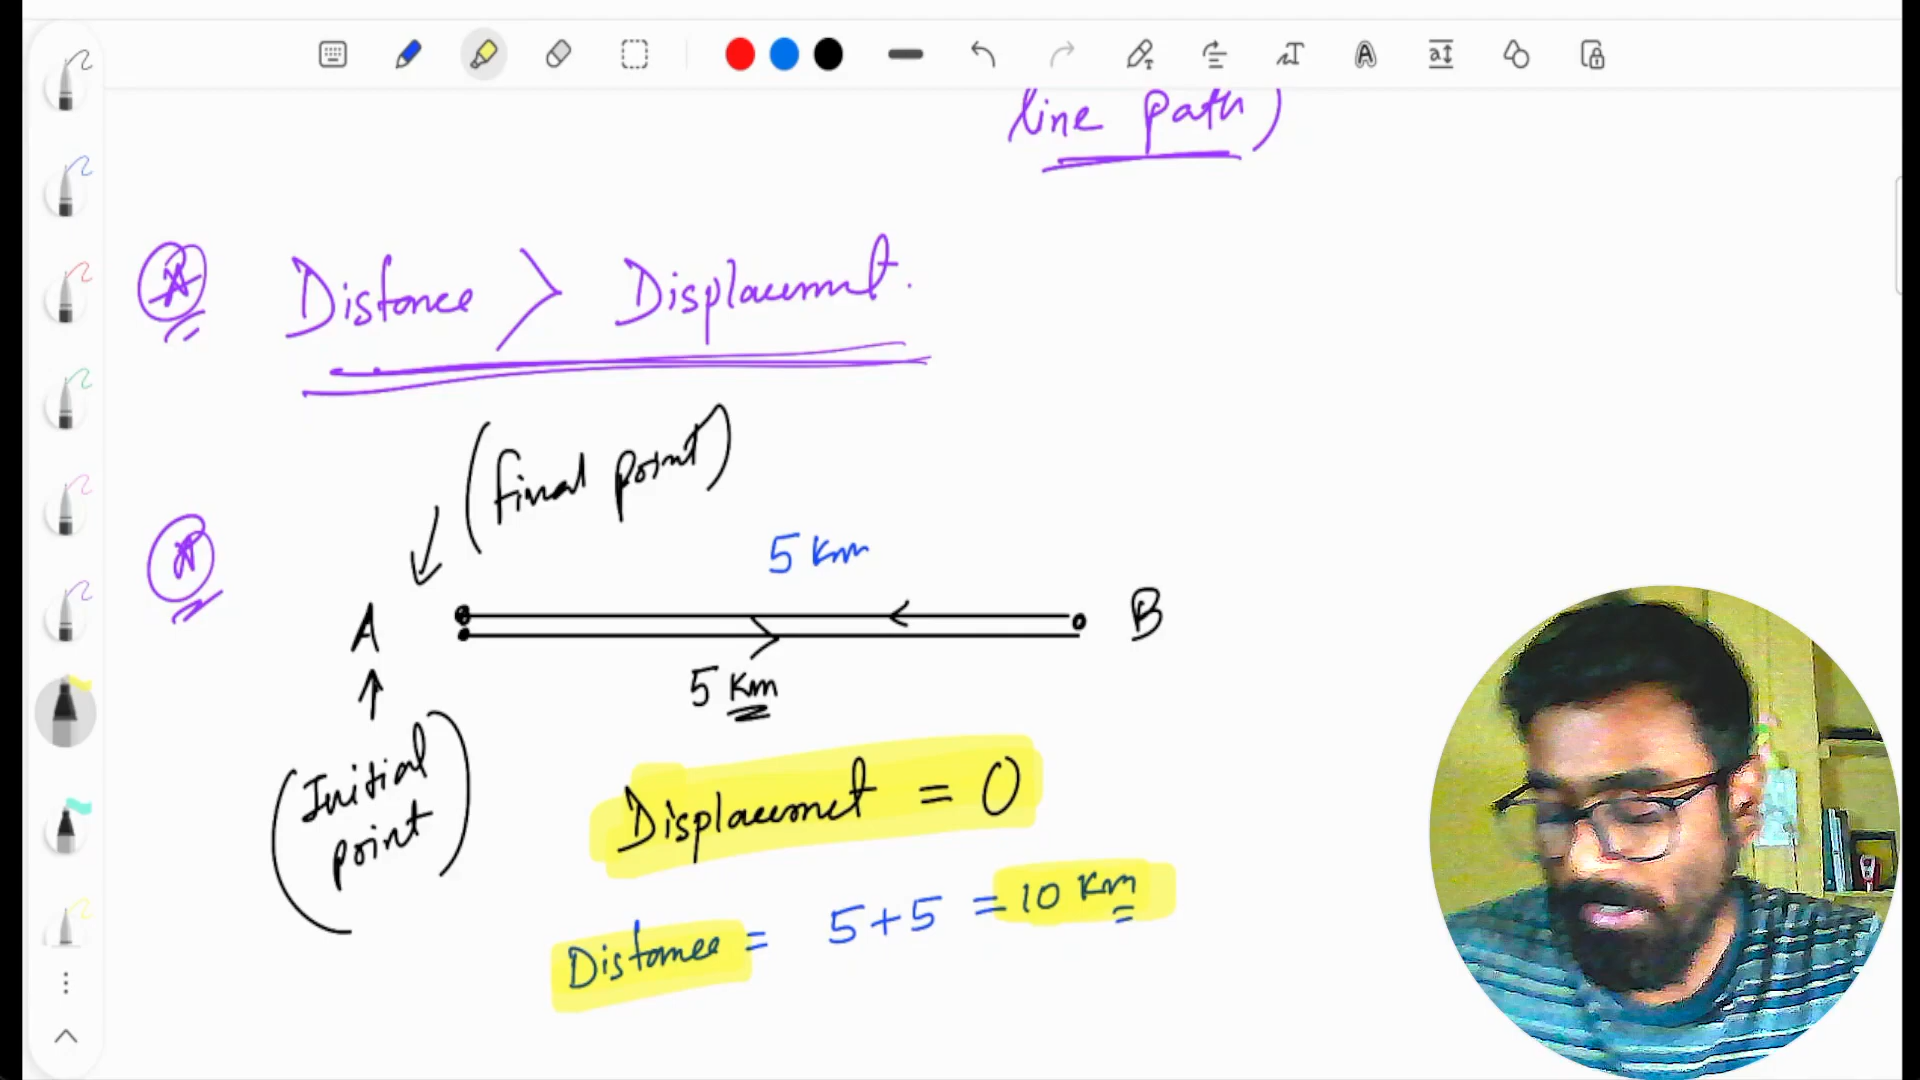 line path)
Distance > Displacement.
(final point)
5 Km
A
B
5 Km
(Initial
point)
Displacement = 0
Distance = 5+5 = 10 Km